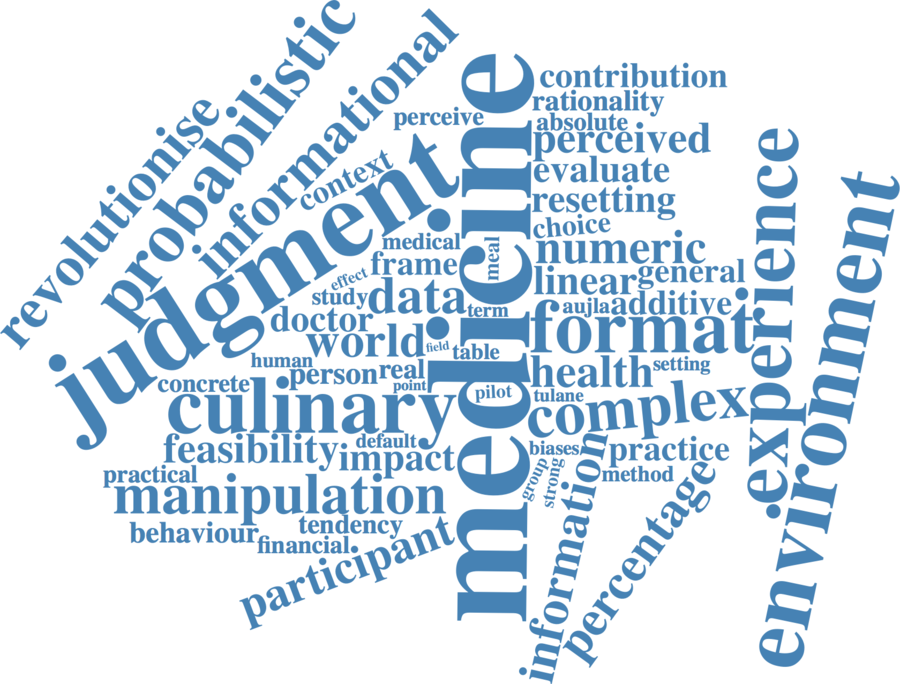 revolutionise
probabilistic
informational
judgment
context
perceive
medicine
contribution
rationality
absolute
perceived
evaluate
resetting
choice
numeric
linear
general
aujla
additive
format
health
setting
tulane
complex
biases
practice
method
group
strong
information
percentage
experience
environment
medical
meal
frame
effect
study
data
term
doctor
world
field
table
human
person
real
point
pilot
concrete
culinary
default
feasibility
impact
practical
manipulation
tendency
behaviour
financial
participant